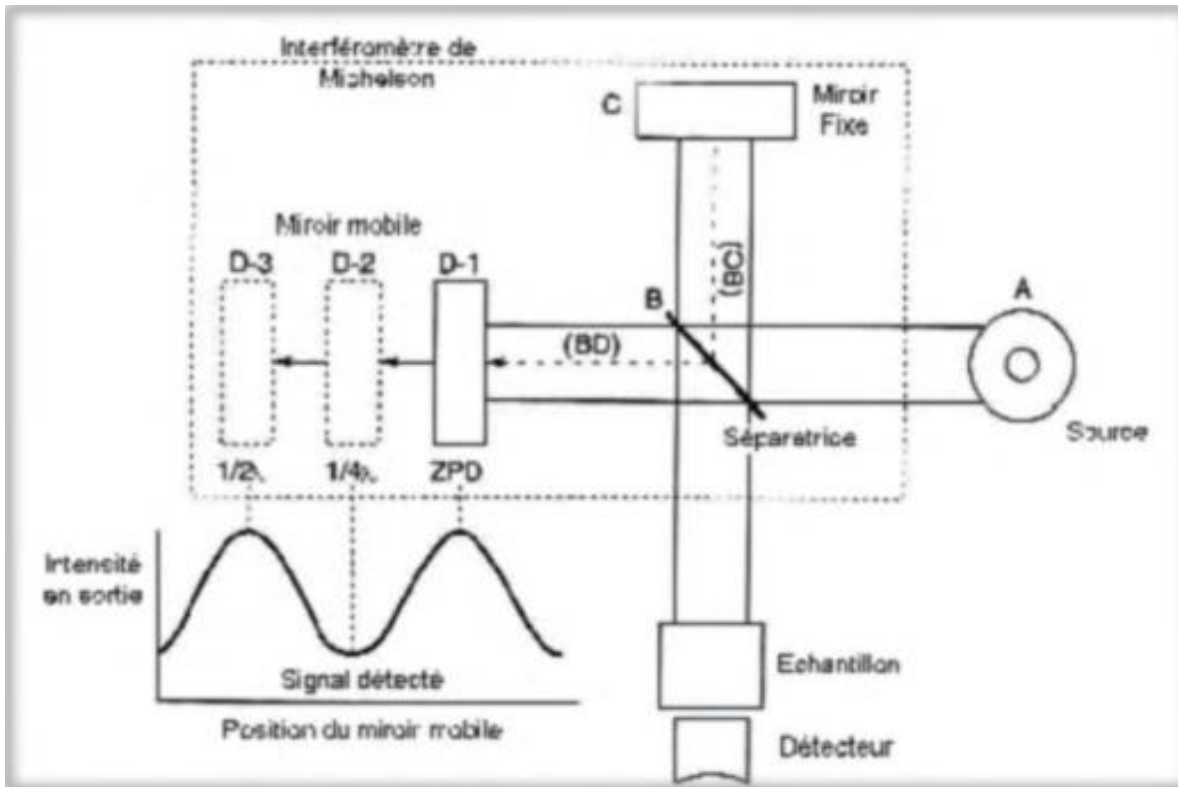 Interféromètre de
Michelson
C
Miroir
Fixe
Miroir mobile
D-3
D-2
D-1
(BC)
B
A
(BD)
Séparatrice
Source
1/2λ
1/4λ
ZPD
Intensité
en sortie
Signal détecté
Position du miroir mobile
Echantillon
Détecteur